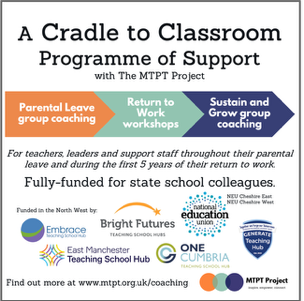 A Cradle to Classroom
Programme of Support
with The MTPT Project
Parental Leave
group coaching
Return to
Work
workshops
Sustain and
Grow group
coaching
For teachers, leaders and support staff throughout their parental
leave and during the first 5 years of their return to work.
Fully-funded for state school colleagues.
Funded in the North West by:
NEU Cheshire East
NEU Cheshire West
Embrace
Teaching School Hub
Bright Futures
TEACHING SCHOOL HUBS
national
education
union
GENERATE
Teaching
Hub
East Manchester
Teaching School Hub
ONE
CUMBRIA
TEACHING SCHOOL HUB
Find out more at www.mtpt.org.uk/coaching
MTPT Project